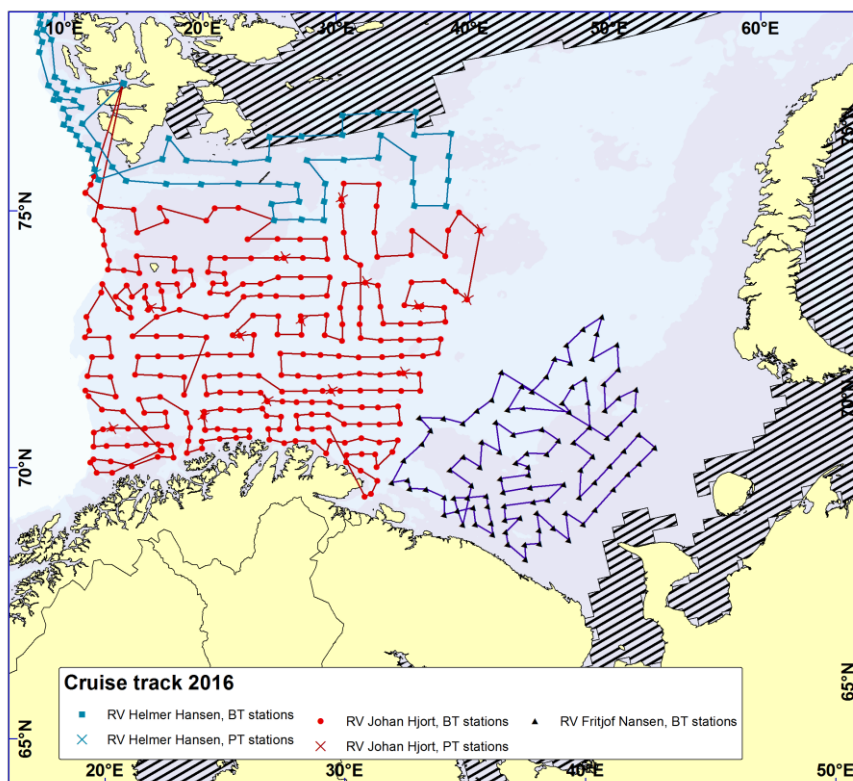 10°E 20°E 30°E 40°E 50°E 60°E
75°N 75°N
70°N 70°N
Cruise track 2016
RV Helmer Hansen, BT stations RV Johan Hjort, BT stations RV Fritjof Nansen, BT stations
RV Helmer Hansen, PT stations RV Johan Hjort, PT stations
65°N 65°N
20°E 30°E 40°E 50°E